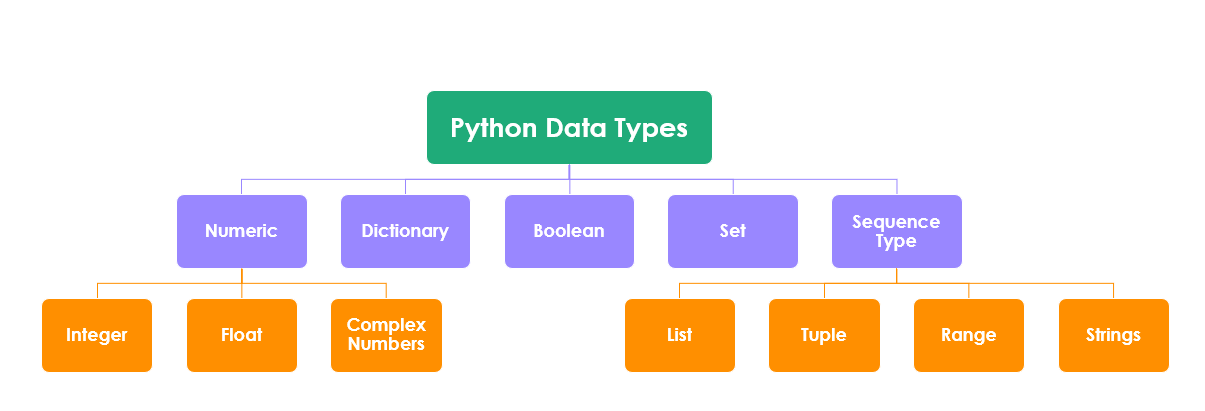 Python Data Types
Numeric
Dictionary
Boolean
Set
Sequence
Type
Integer
Float
Complex
Numbers
List
Tuple
Range
Strings